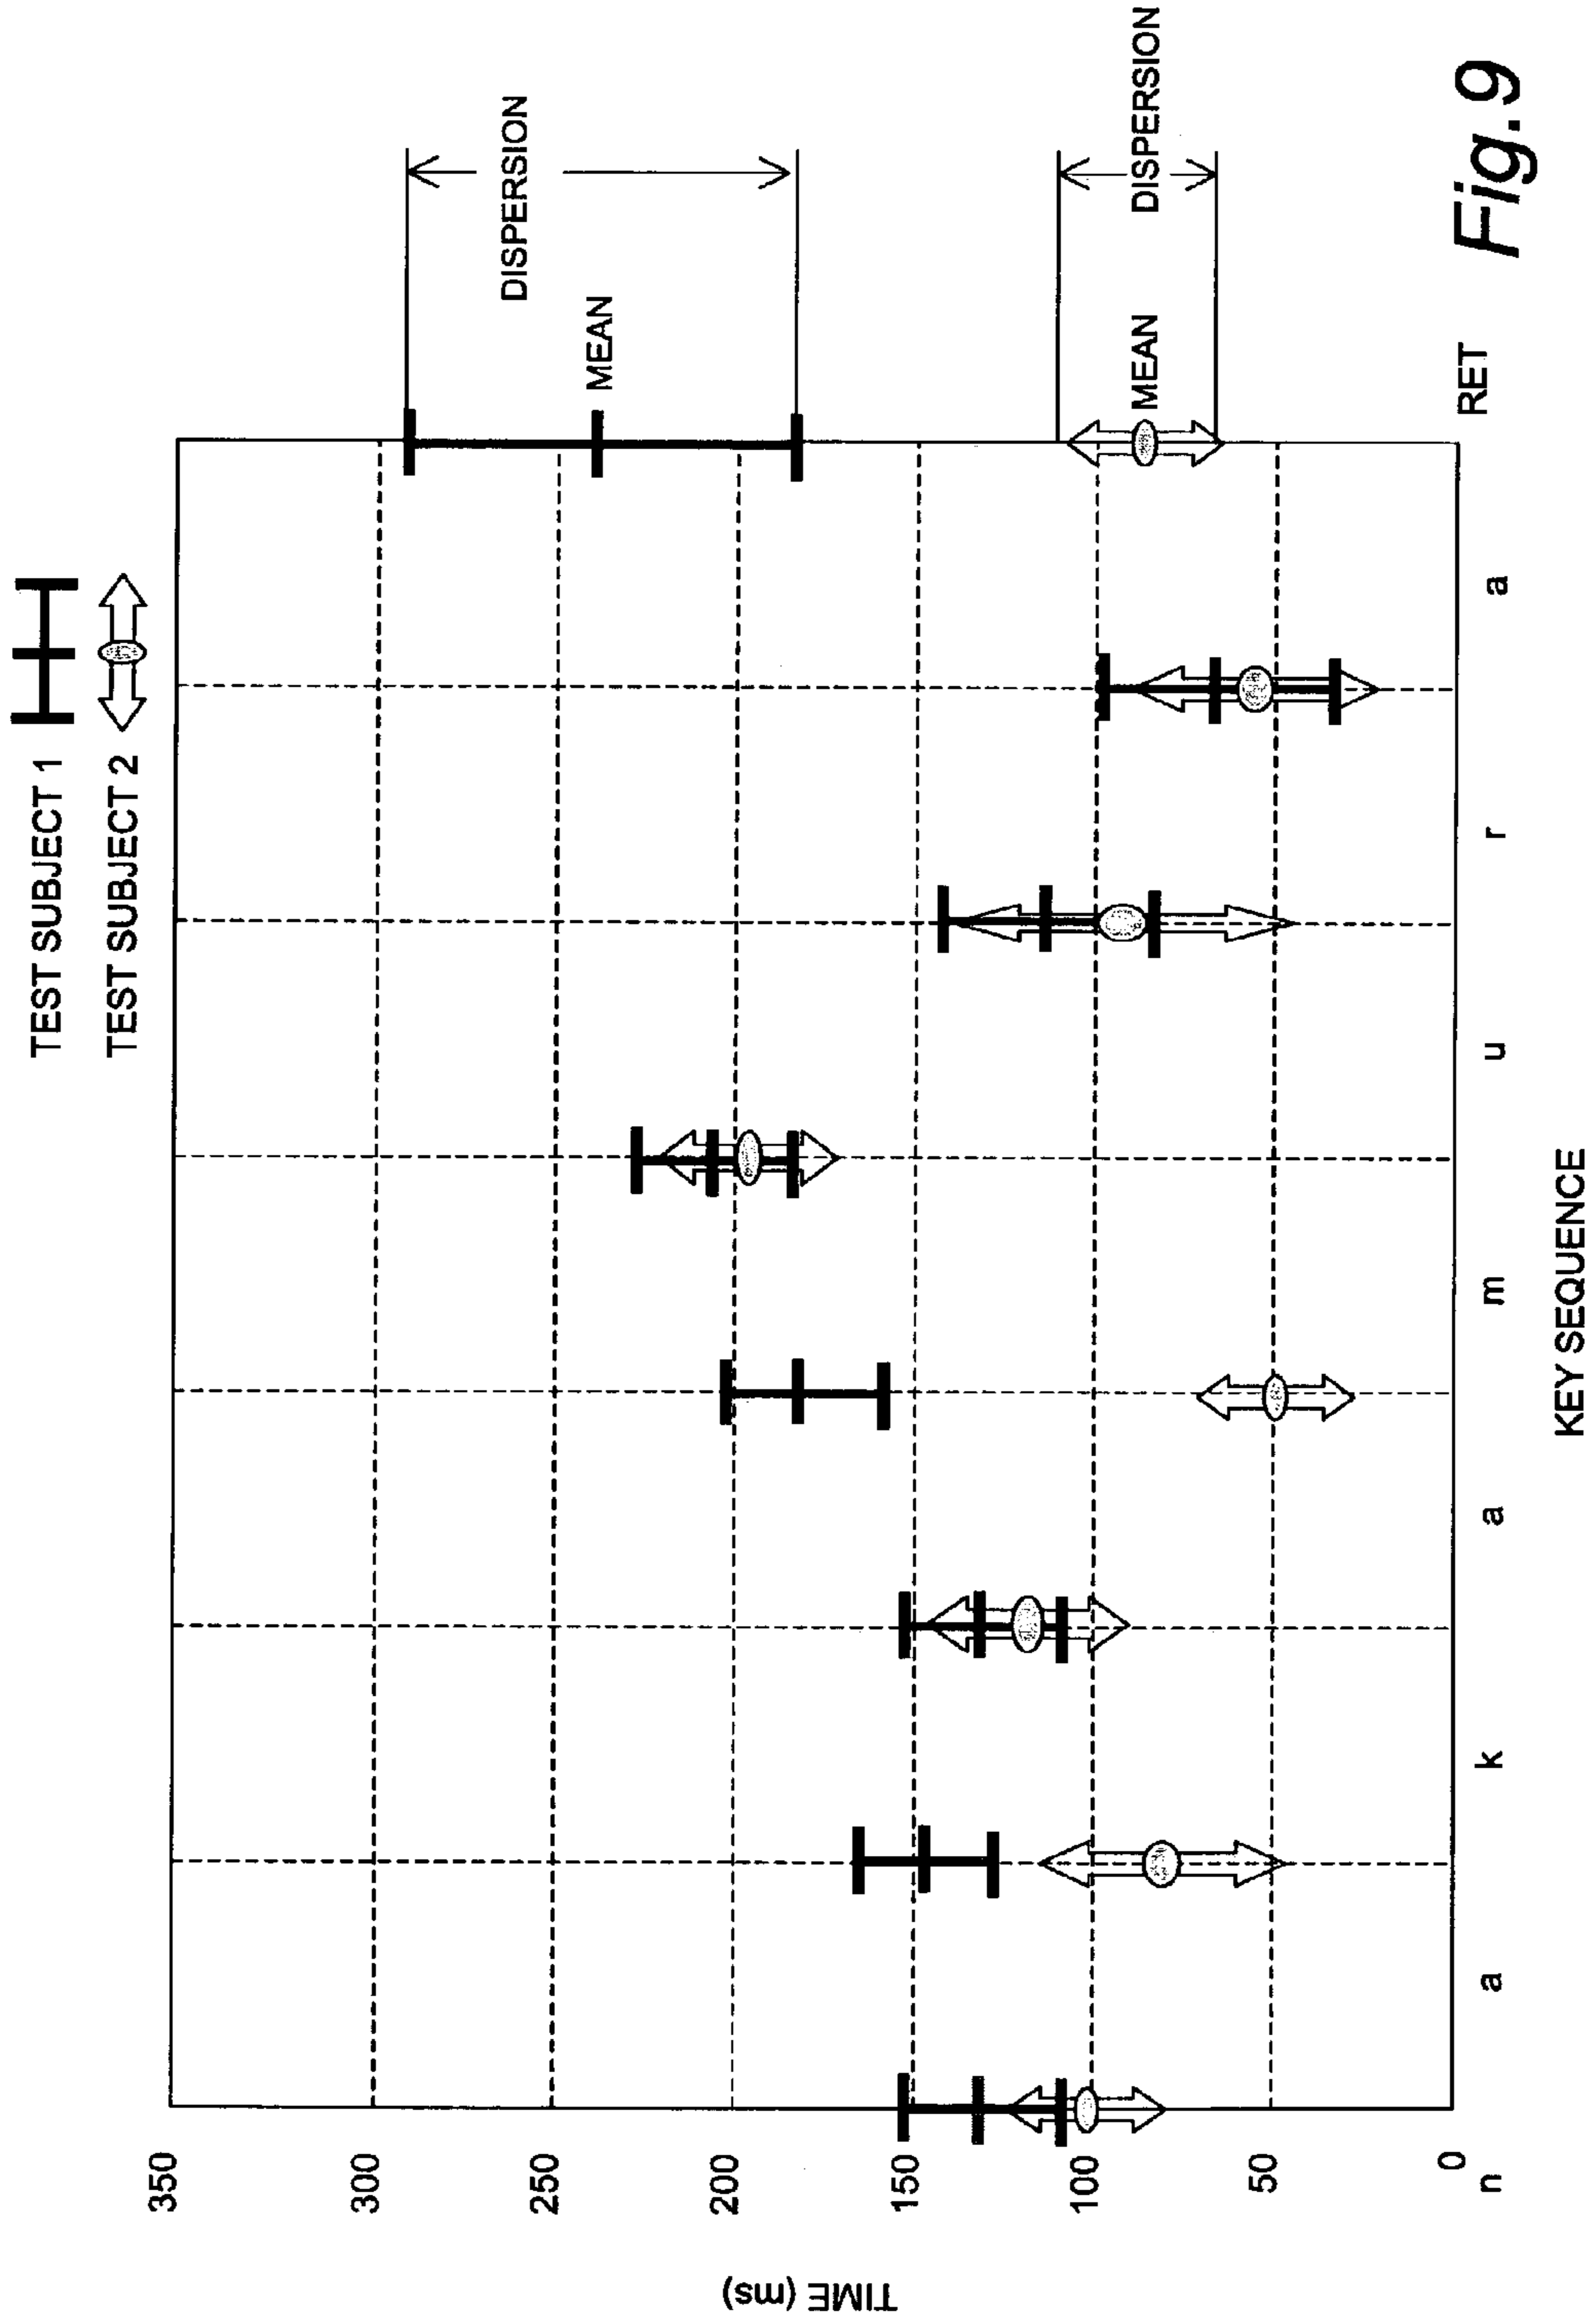 TEST SUBJECT 1
TEST SUBJECT 2
TIME (ms)
350
300
250
200
150
100
50
0
DISPERSION
MEAN
DISPERSION
MEAN
n a k a m u r a RET
KEY SEQUENCE
Fig.9